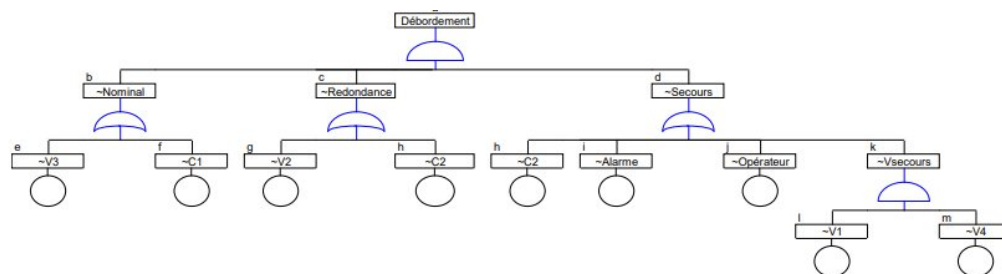 Débordement
b c d
~Nominal ~Redondance ~Secours
e f g h h i j k
~V3 ~C1 ~V2 ~C2 ~C2 ~Alarme ~Opérateur ~Vsecours
l m
~V1 ~V4